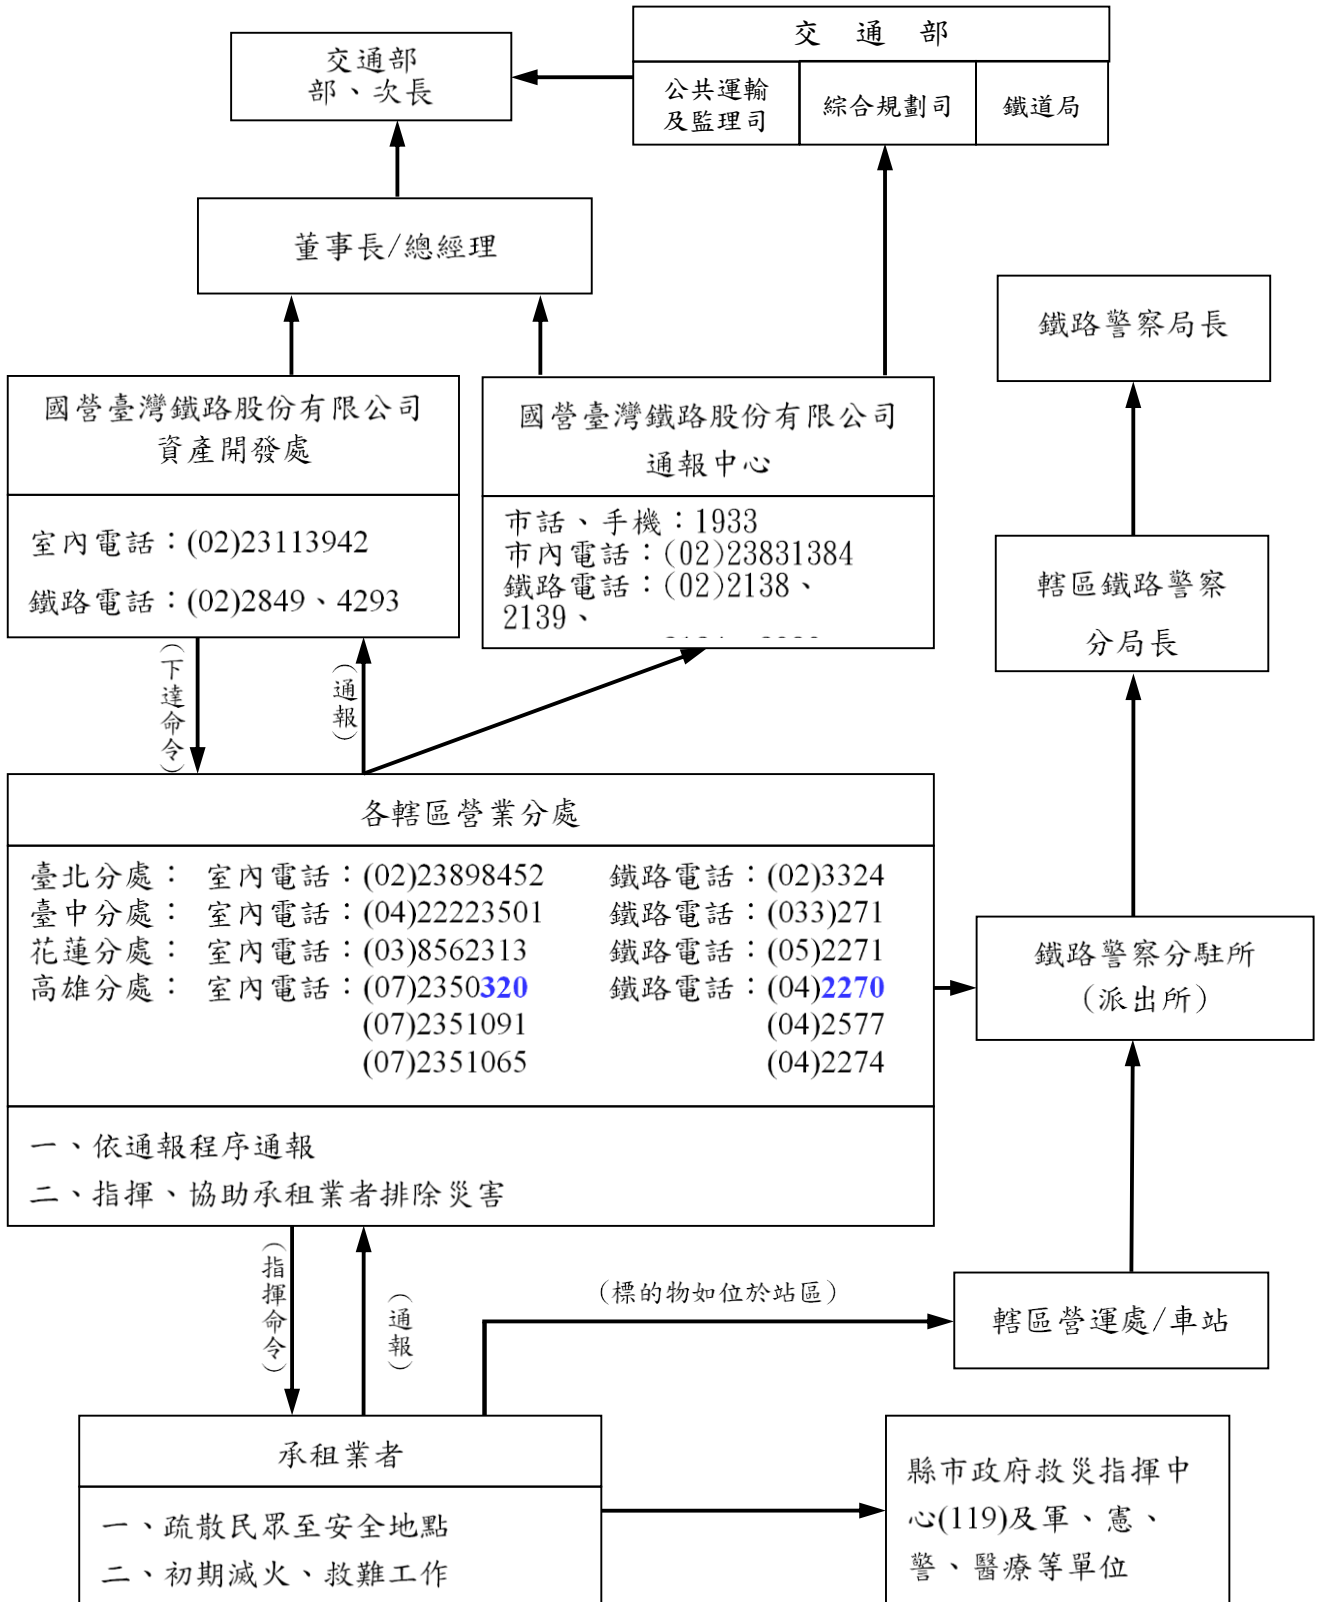 交通部
公共運輸
及監理司
綜合規劃司
鐵道局
交通部
部、次長
董事長/總經理
鐵路警察局長
國營臺灣鐵路股份有限公司
資產開發處
室內電話：(02)23113942
鐵路電話：(02)2849、4293
國營臺灣鐵路股份有限公司
通報中心
市話、手機：1933
市內電話：(02)23831384
鐵路電話：(02)2138、
2139、
轄區鐵路警察
分局長
(下達命令)
(通報)
各轄區營業分處
臺北分處： 室內電話：(02)23898452 鐵路電話：(02)3324
臺中分處： 室內電話：(04)22223501 鐵路電話：(033)271
花蓮分處： 室內電話：(03)8562313 鐵路電話：(05)2271
高雄分處： 室內電話：(07)2350320 鐵路電話：(04)2270
(07)2351091 (04)2577
(07)2351065 (04)2274
一、依通報程序通報
二、指揮、協助承租業者排除災害
鐵路警察分駐所
(派出所)
(指揮命令)
(通報)
(標的物如位於站區)
轄區營運處/車站
承租業者
一、疏散民眾至安全地點
二、初期滅火、救難工作
縣市政府救災指揮中
心(119)及軍、憲、
警、醫療等單位